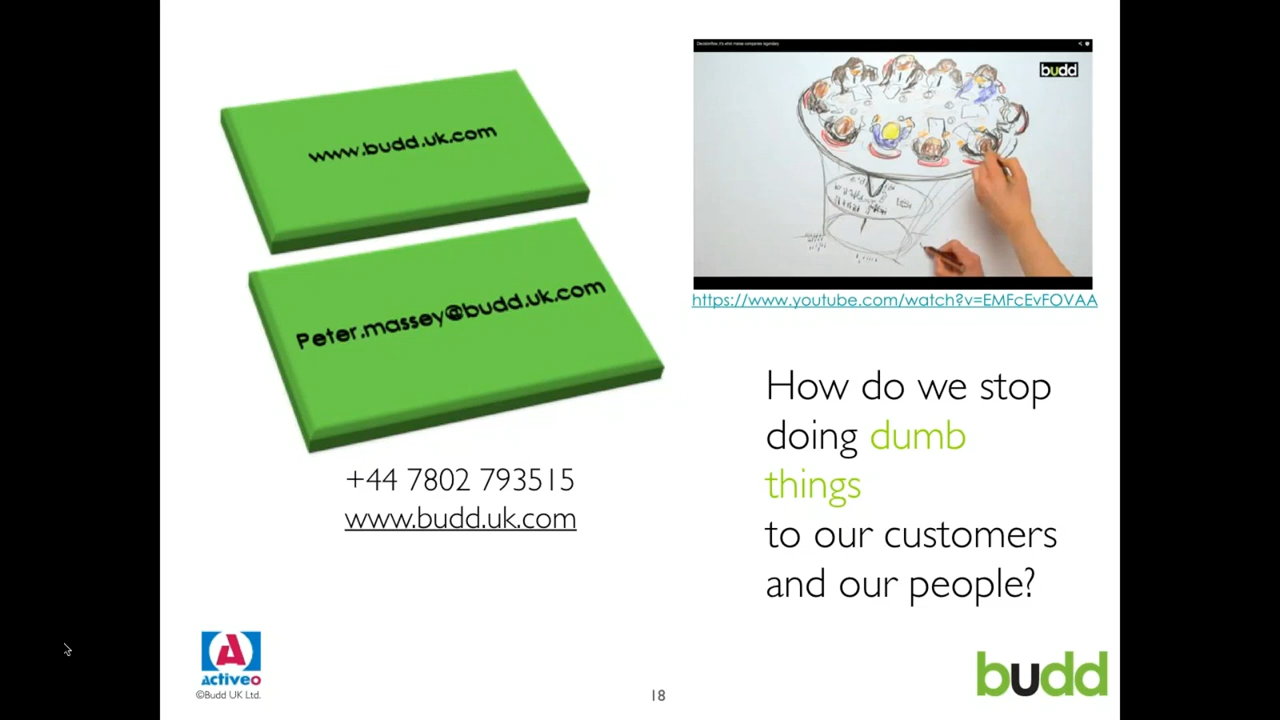 www.budd.uk.com
Peter.massey@budd.uk.com
+44 7802 793515
www.budd.uk.com
budd
https://www.youtube.com/watch?v=EMFcEvFOVAA
How do we stop
doing dumb
things
to our customers
and our people?
A
ACTIVEO
©Budd UK Ltd.
18
budd